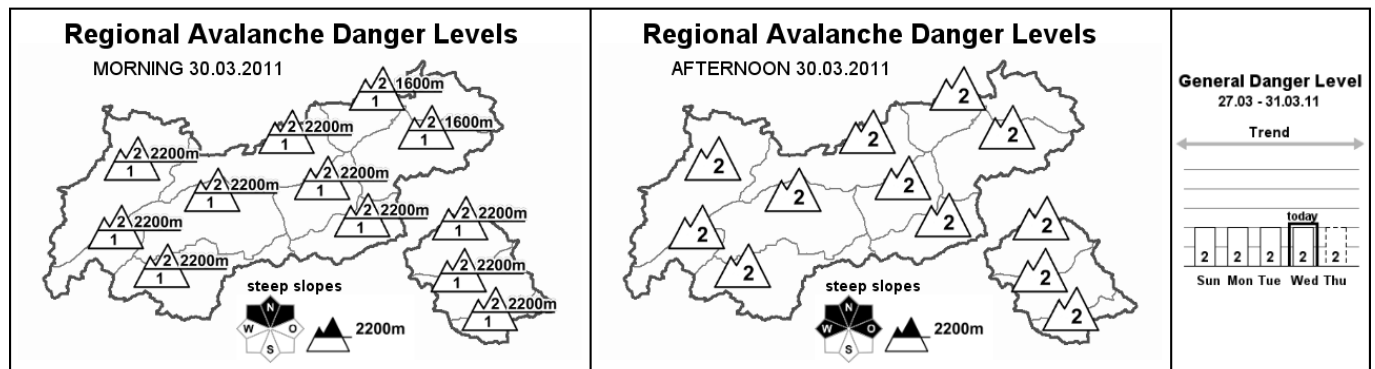 Regional Avalanche Danger Levels
MORNING 30.03.2011
2 1600m
1
2 1600m
1
2 2200m
1
2 2200m
1
2 2200m
1
2 2200m
1
2 2200m
1
2 2200m
1
2 2200m
1
2 2200m
1
2 2200m
1
2 2200m
1
steep slopes
N
W O
S
2200m
Regional Avalanche Danger Levels
AFTERNOON 30.03.2011
2
2
2
2
2
2
2
2
2
2
2
2
steep slopes
N
W O
S
2200m
General Danger Level
27.03 - 31.03.11
Trend
today
2 2 2 2 2
Sun Mon Tue Wed Thu